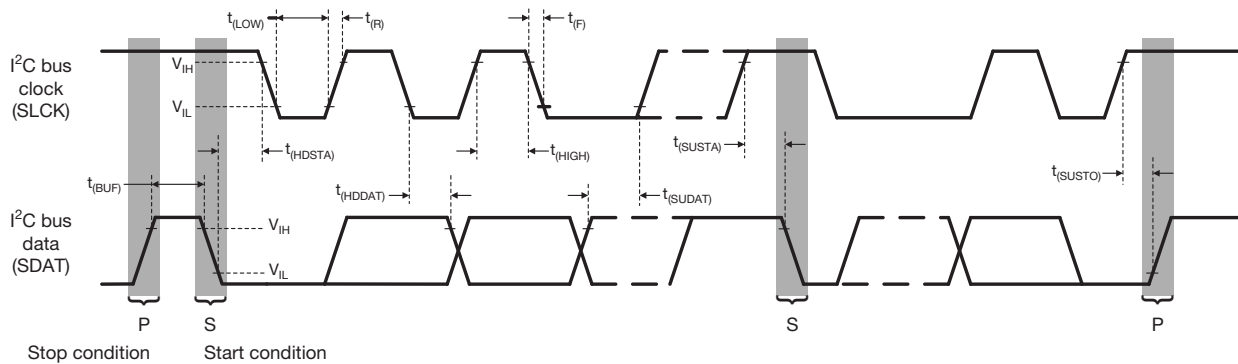 t(LOW)
t(R)
t(F)
I²C bus
clock
(SLCK)
VIH
VIL
t(HDSTA)
t(HIGH)
t(SUSTA)
t(BUF)
t(HDDAT)
t(SUDAT)
t(SUSTO)
I²C bus
data
(SDAT)
VIH
VIL
P
S
S
P
Stop condition
Start condition